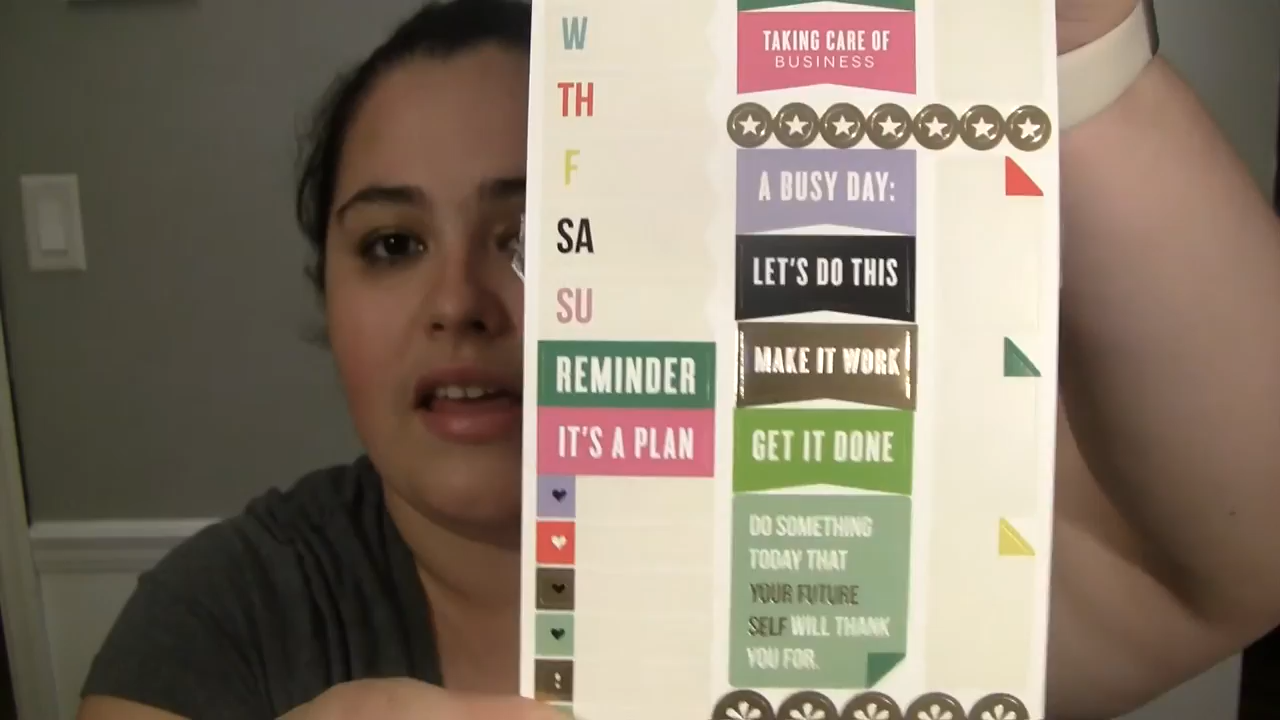 W
TH
F
SA
SU
REMINDER
IT'S A PLAN
TAKING CARE OF
BUSINESS
A BUSY DAY:
LET'S DO THIS
MAKE IT WORK
GET IT DONE
DO SOMETHING
TODAY THAT
YOUR FUTURE
SELF WILL THANK
YOU FOR.